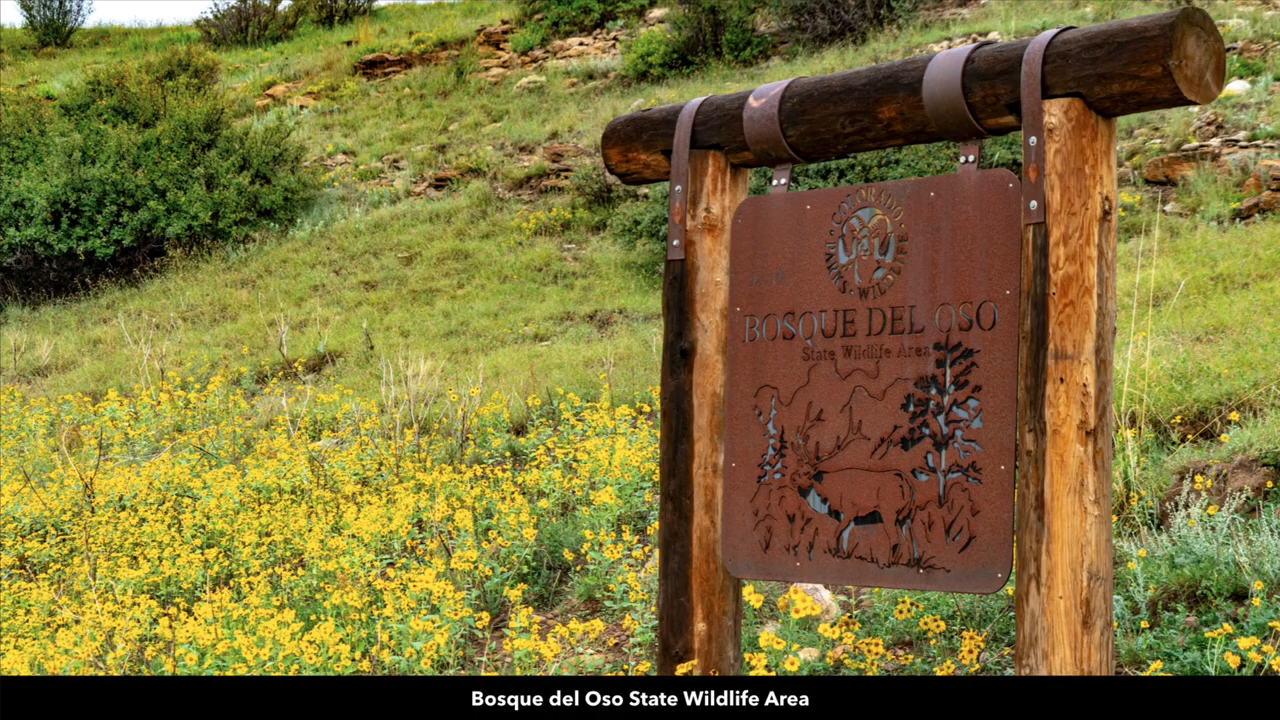 COLORADO
PARKS • WILDLIFE
BOSQUE DEL OSO
State Wildlife Area
Bosque del Oso State Wildlife Area